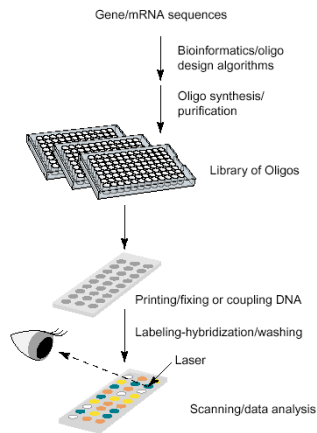 Gene/mRNA sequences
Bioinformatics/oligo
design algorithms
Oligo synthesis/
purification
Library of Oligos
Printing/fixing or coupling DNA
Labeling-hybridization/washing
Laser
Scanning/data analysis